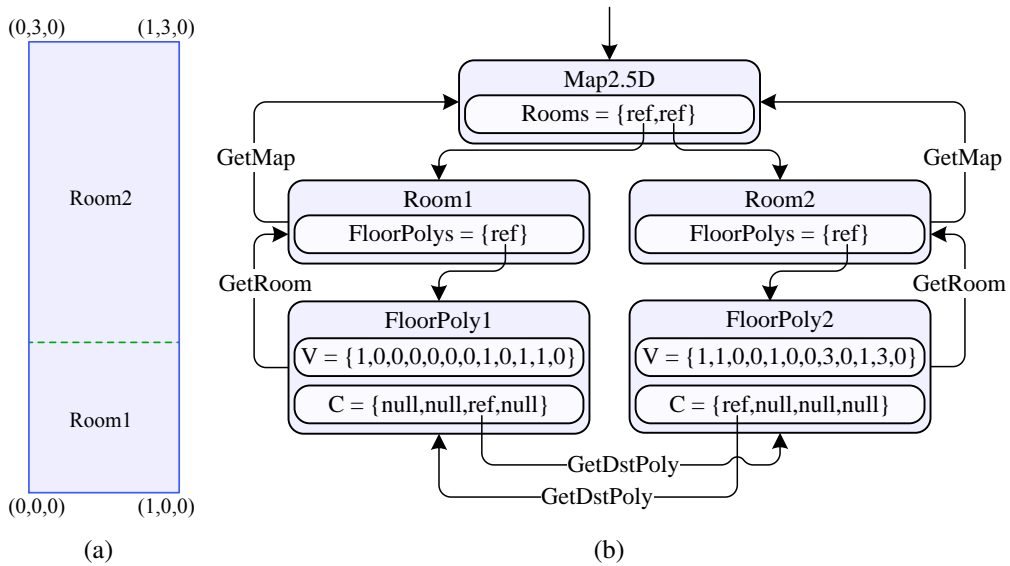 (0,3,0) (1,3,0)
Room2
Room1
(0,0,0) (1,0,0)
(a)
Map2.5D
Rooms = {ref,ref}
GetMap GetMap
Room1 Room2
FloorPolys = {ref} FloorPolys = {ref}
GetRoom GetRoom
FloorPoly1 FloorPoly2
V = {1,0,0,0,0,0,0,1,0,1,1,0} V = {1,1,0,0,1,0,0,3,0,1,3,0}
C = {null,null,ref,null} C = {ref,null,null,null}
GetDstPoly
GetDstPoly
(b)